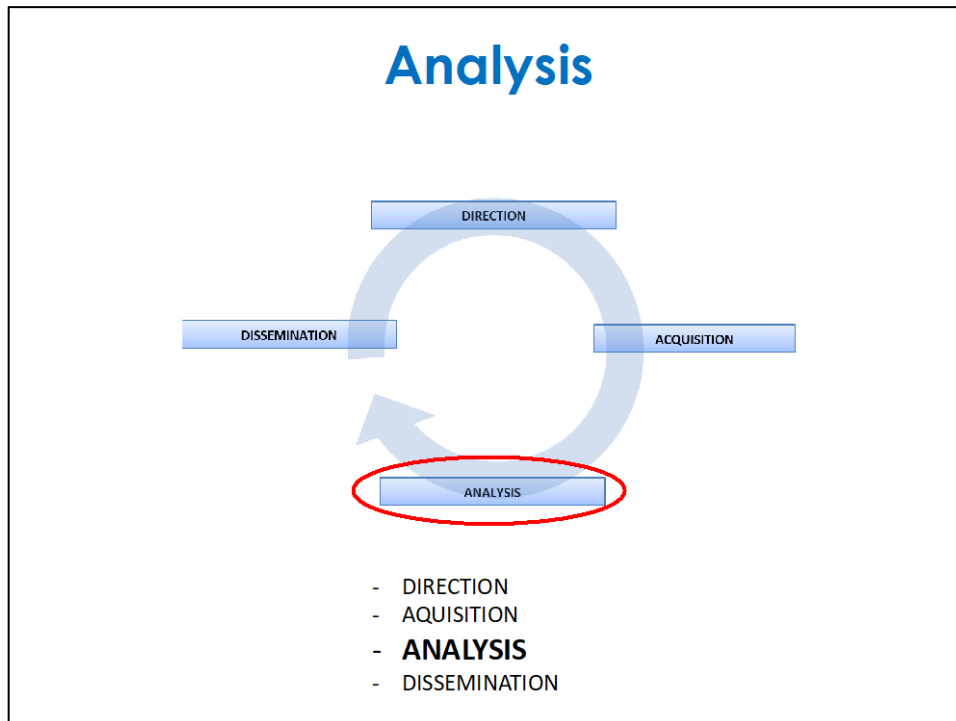 Analysis
DIRECTION
DISSEMINATION
ACQUISITION
ANALYSIS
- DIRECTION
- AQUISITION
- ANALYSIS
- DISSEMINATION